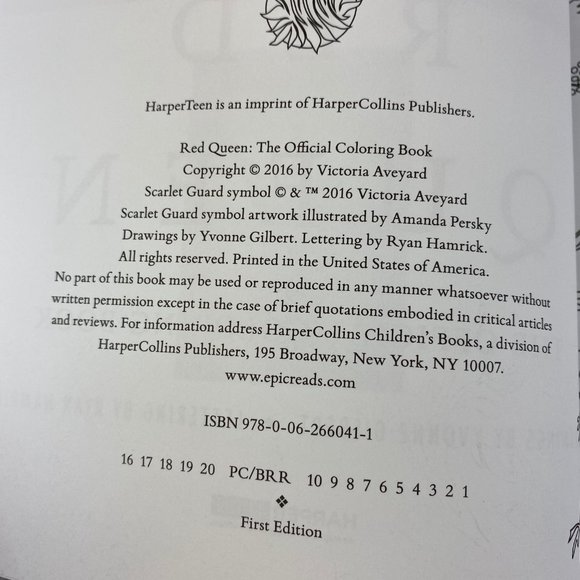 HarperTeen is an imprint of HarperCollins Publishers.
Red Queen: The Official Coloring Book
Copyright © 2016 by Victoria Aveyard
Scarlet Guard symbol © & ™ 2016 Victoria Aveyard
Scarlet Guard symbol artwork illustrated by Amanda Persky
Drawings by Yvonne Gilbert. Lettering by Ryan Hamrick.
All rights reserved. Printed in the United States of America.
No part of this book may be used or reproduced in any manner whatsoever without
written permission except in the case of brief quotations embodied in critical articles
and reviews. For information address HarperCollins Children's Books, a division of
HarperCollins Publishers, 195 Broadway, New York, NY 10007.
www.epicreads.com
ISBN 978-0-06-266041-1
16 17 18 19 20 PC/BRR 10 9 8 7 6 5 4 3 2 1
First Edition